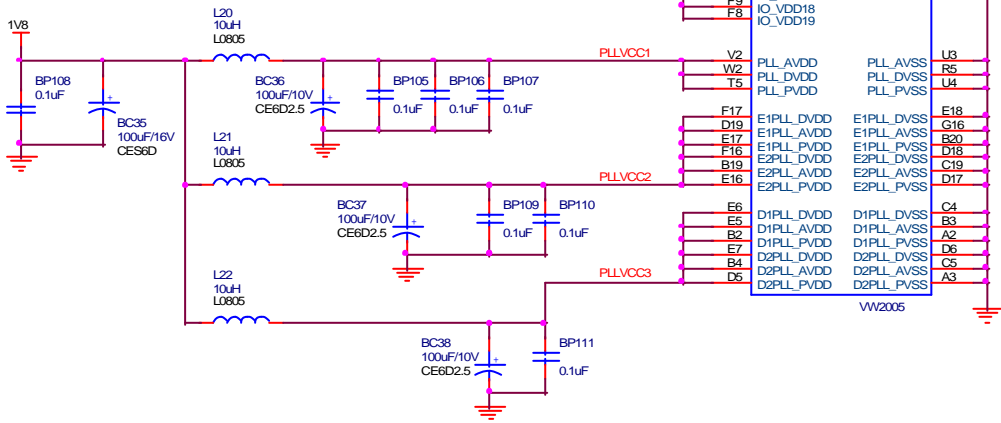 F9 IO_VDD18
F8 IO_VDD19
1V8
L20
10uH
L0805
BP108
0.1uF
BC35
100uF/16V
CES6D
BC36
100uF/10V
CE6D2.5
BP105
0.1uF
BP106
0.1uF
BP107
0.1uF
PLLVCC1
V2 PLL_AVDD PLL_AVSS U3
W2 PLL_DVDD PLL_DVSS R5
T5 PLL_PVDD PLL_PVSS U4
F17 E1PLL_DVDD E1PLL_DVSS E18
D19 E1PLL_AVDD E1PLL_AVSS G16
E17 E1PLL_PVDD E1PLL_PVSS B20
F16 E2PLL_DVDD E2PLL_DVSS D18
B19 E2PLL_AVDD E2PLL_AVSS C19
E16 E2PLL_PVDD E2PLL_PVSS D17
L21
10uH
L0805
PLLVCC2
BC37
100uF/10V
CE6D2.5
BP109
0.1uF
BP110
0.1uF
E6 D1PLL_DVDD D1PLL_DVSS C4
E5 D1PLL_AVDD D1PLL_AVSS B3
B2 D1PLL_PVDD D1PLL_PVSS A2
E7 D2PLL_DVDD D2PLL_DVSS D6
B4 D2PLL_AVDD D2PLL_AVSS C5
D5 D2PLL_PVDD D2PLL_PVSS A3
VW2005
L22
10uH
L0805
PLLVCC3
BC38
100uF/10V
CE6D2.5
BP111
0.1uF